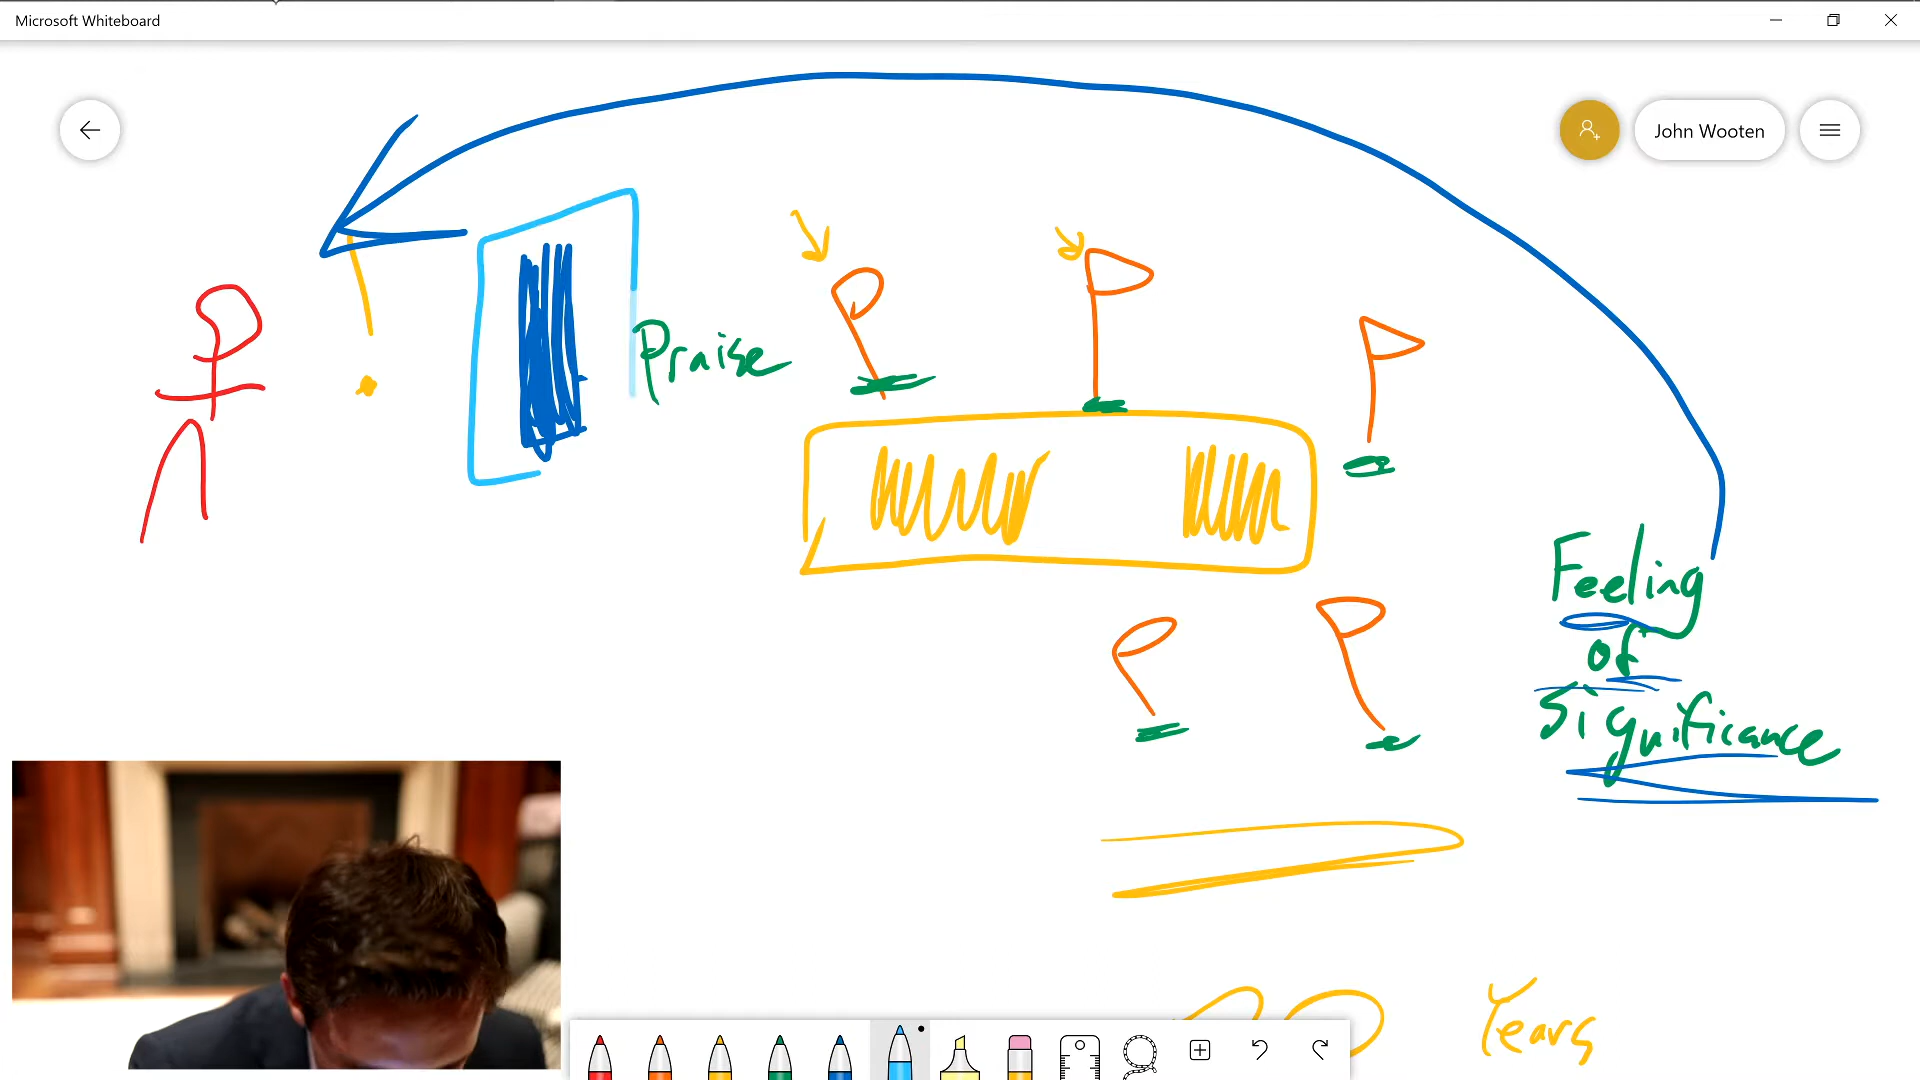 Microsoft Whiteboard
John Wooten
Praise
Feeling
of
Significance
Years